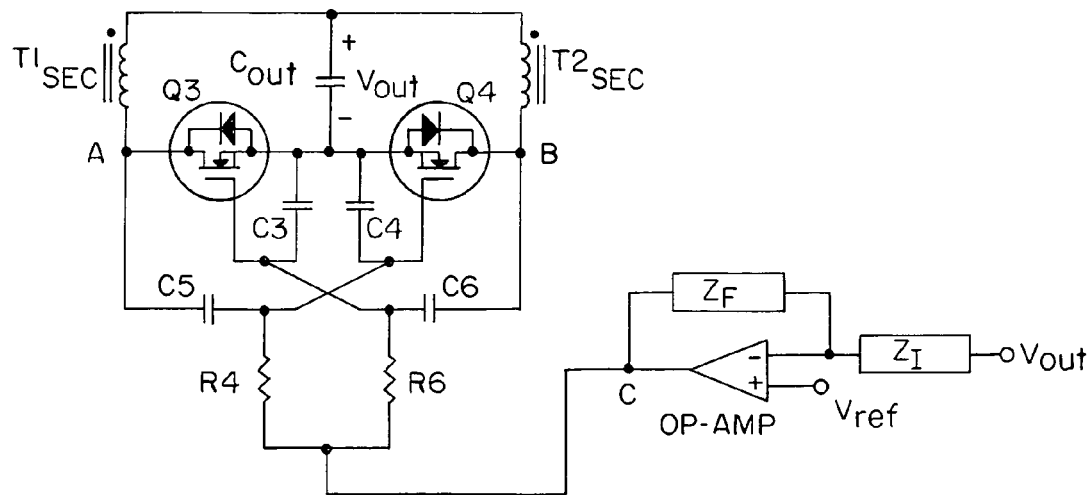 T1SEC
Cout
+
Vout
-
T2SEC
Q3
Q4
A
B
C3
C4
C5
C6
R4
R6
ZF
ZI
Vout
-
+
C
OP-AMP
Vref